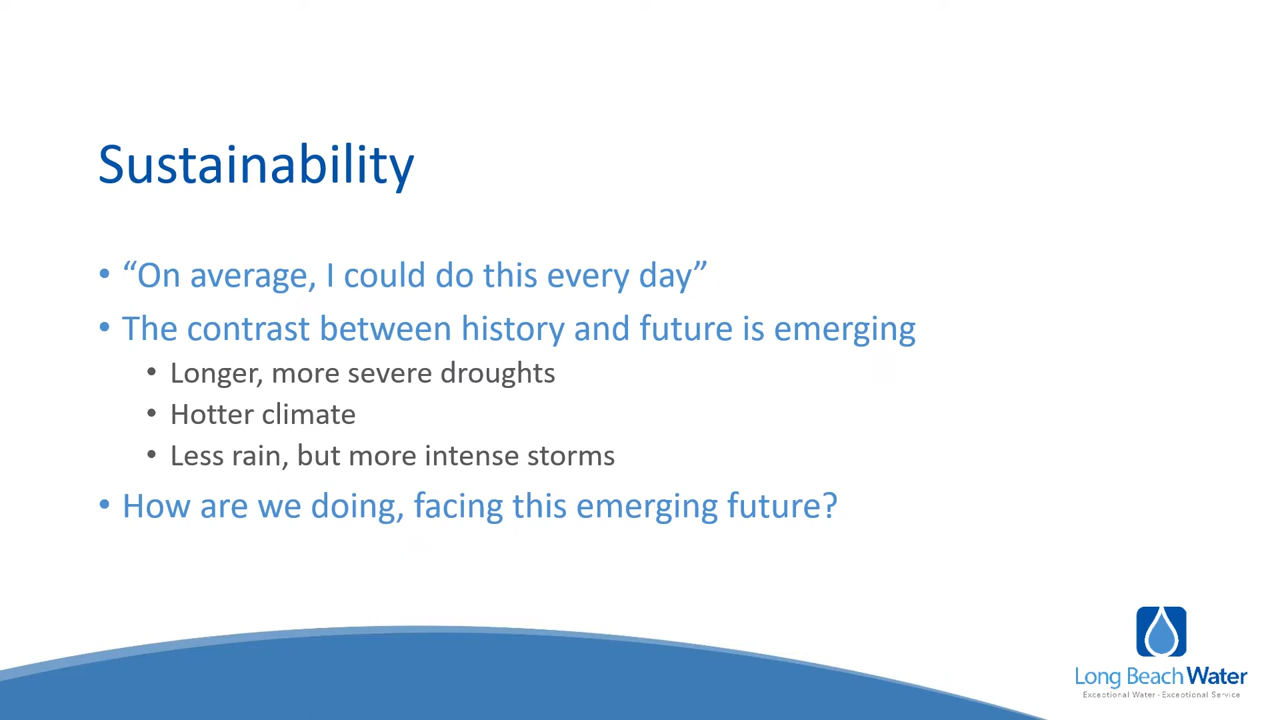 Sustainability
• “On average, I could do this every day”
• The contrast between history and future is emerging
• Longer, more severe droughts
• Hotter climate
• Less rain, but more intense storms
• How are we doing, facing this emerging future?
Long Beach Water
Exceptional Water - Exceptional Service